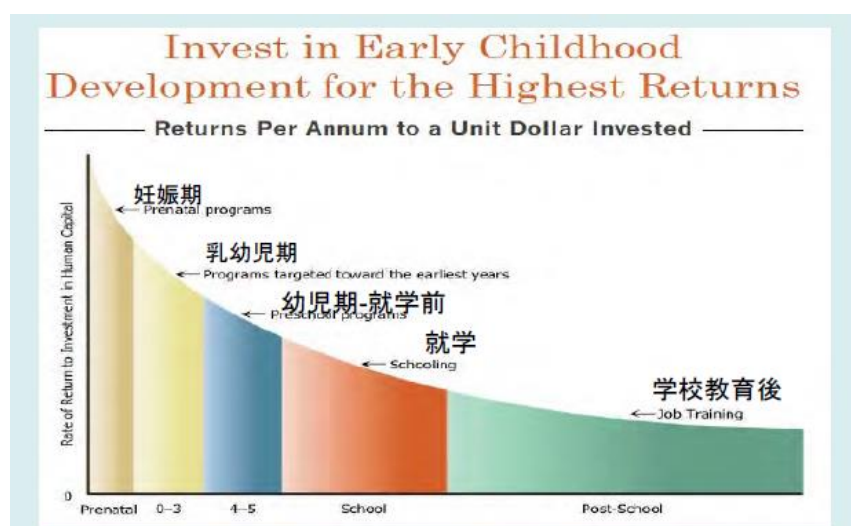 Invest in Early Childhood
Development for the Highest Returns
Returns Per Annum to a Unit Dollar Invested
Rate of Return to Investment in Human Capital
妊娠期
Prenatal programs
乳幼児期
Programs targeted toward the earliest years
幼児期-就学前
Preschool programs
就学
Schooling
学校教育後
Job Training
0
Prenatal 0–3 4–5 School Post-School